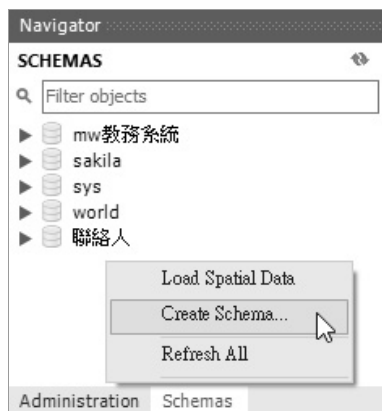 Navigator
SCHEMAS
Filter objects
mw教務系統
sakila
sys
world
聯絡人
Load Spatial Data
Create Schema...
Refresh All
Administration Schemas